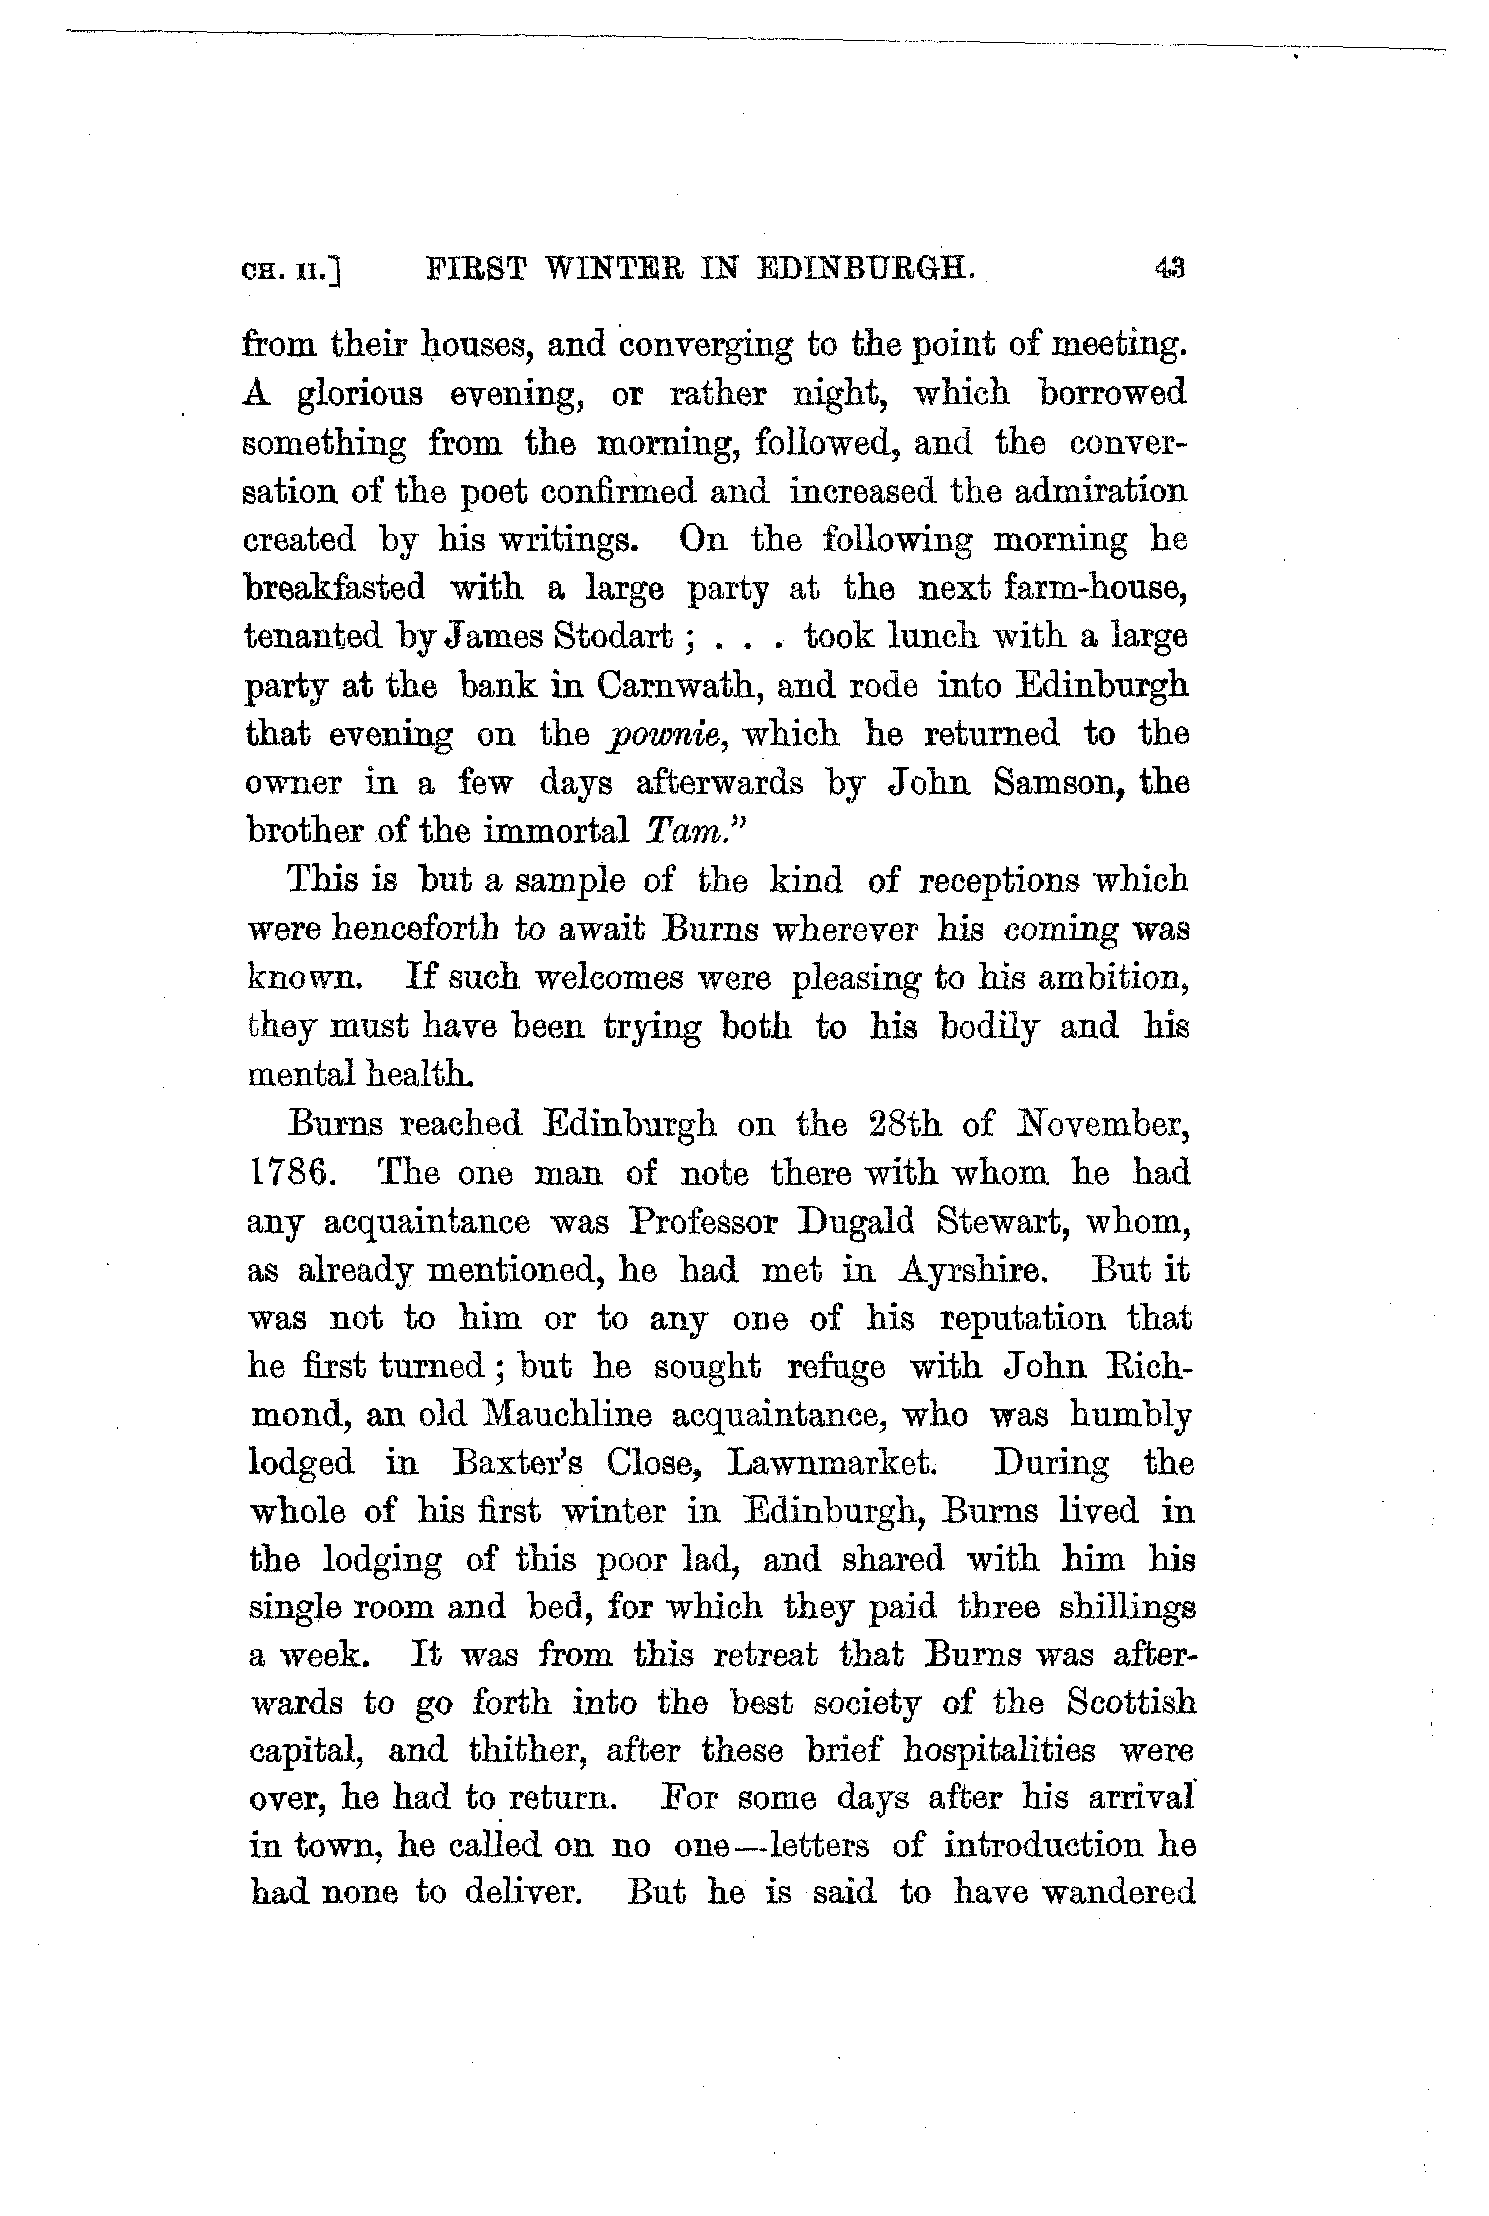 CH. II.] FIRST WINTER IN EDINBURGH. 43
from their houses, and converging to the point of meeting.
A glorious evening, or rather night, which borrowed
something from the morning, followed, and the conver-
sation of the poet confirmed and increased the admiration
created by his writings. On the following morning he
breakfasted with a large party at the next farm-house,
tenanted by James Stodart ; . . . took lunch with a large
party at the bank in Carnwath, and rode into Edinburgh
that evening on the pownie, which he returned to the
owner in a few days afterwards by John Samson, the
brother of the immortal Tam."
This is but a sample of the kind of receptions which
were henceforth to await Burns wherever his coming was
known. If such welcomes were pleasing to his ambition,
they must have been trying both to his bodily and his
mental health.
Burns reached Edinburgh on the 28th of November,
1786. The one man of note there with whom he had
any acquaintance was Professor Dugald Stewart, whom,
as already mentioned, he had met in Ayrshire. But it
was not to him or to any one of his reputation that
he first turned ; but he sought refuge with John Rich-
mond, an old Mauchline acquaintance, who was humbly
lodged in Baxter's Close, Lawnmarket. During the
whole of his first winter in Edinburgh, Burns lived in
the lodging of this poor lad, and shared with him his
single room and bed, for which they paid three shillings
a week. It was from this retreat that Burns was after-
wards to go forth into the best society of the Scottish
capital, and thither, after these brief hospitalities were
over, he had to return. For some days after his arrival
in town, he called on no one—letters of introduction he
had none to deliver. But he is said to have wandered